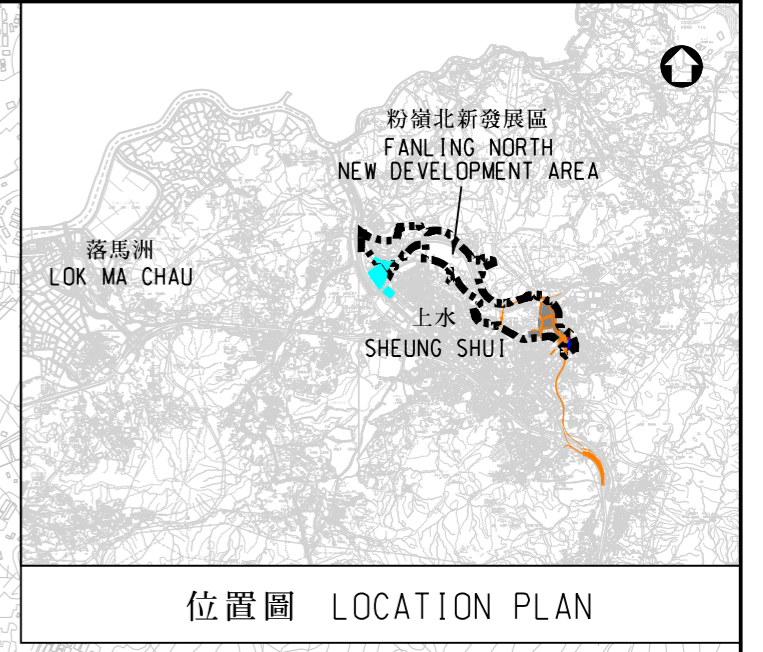 粉嶺北新發展區
FANLING NORTH
NEW DEVELOPMENT AREA
落馬洲
LOK MA CHAU
上水
SHEUNG SHUI
位置圖 LOCATION PLAN